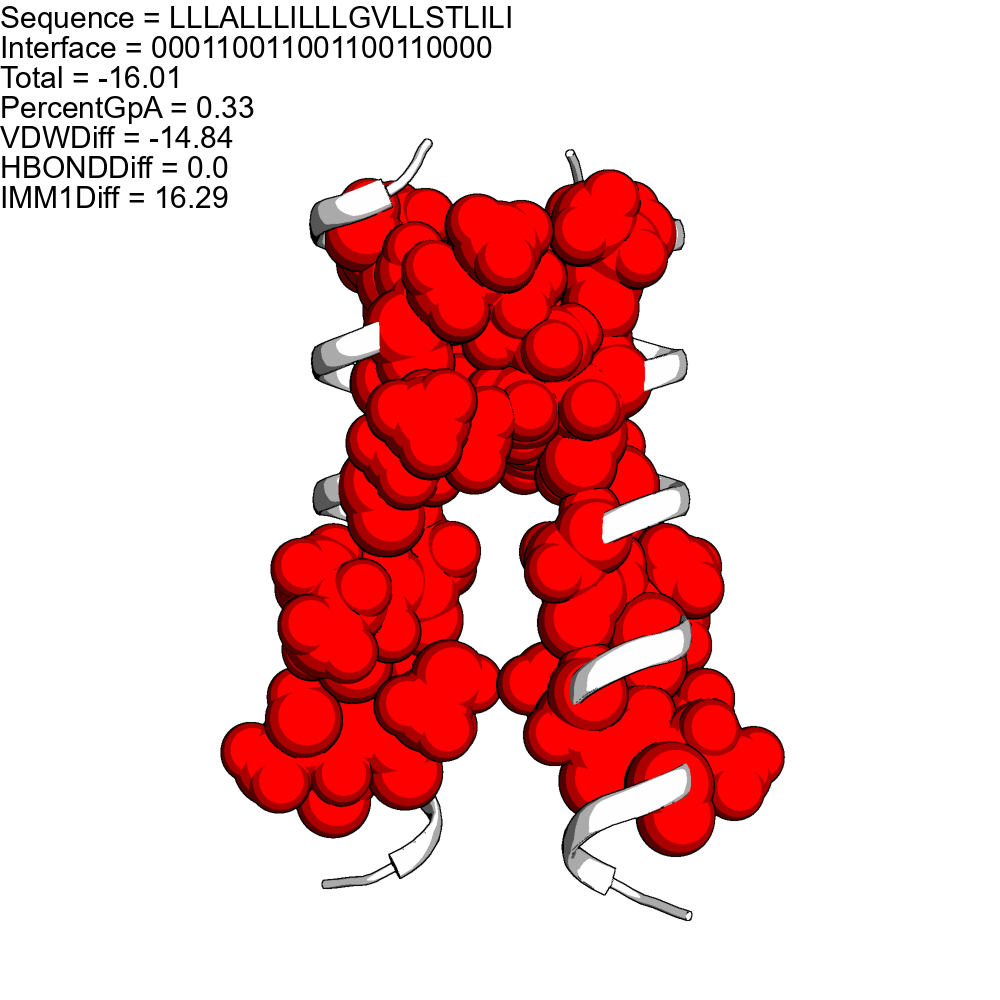 Sequence = LLLALLLILLLGVLLSTLILI
Interface = 000110011001100110000
Total = -16.01
PercentGpA = 0.33
VDWDiff = -14.84
HBONDDiff = 0.0
IMM1Diff = 16.29